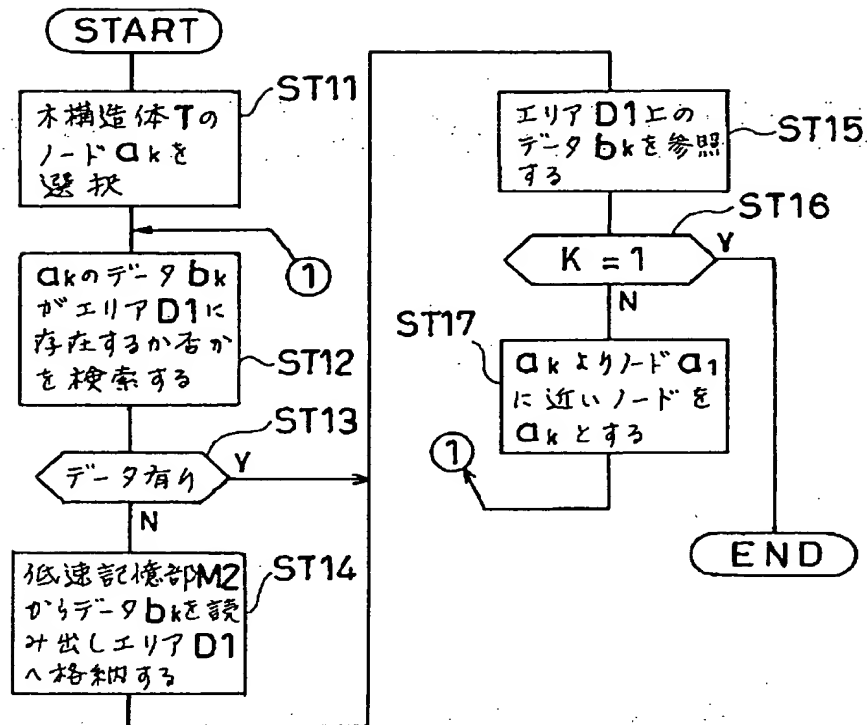 START
ST11
木構造体Tの
ノードakを
選択
①
akのデータbk
がエリアD1に
存在するか否か
を検索する
ST12
ST13
データ有り
Y
N
低速記憶部M2
からデータbkを読
み出しエリアD1
へ格納する
ST14
エリアD1上の
データbkを参照
する
ST15
ST16
K=1
Y
N
ST17
akよりノードa1
に近いノードを
akとする
①
END